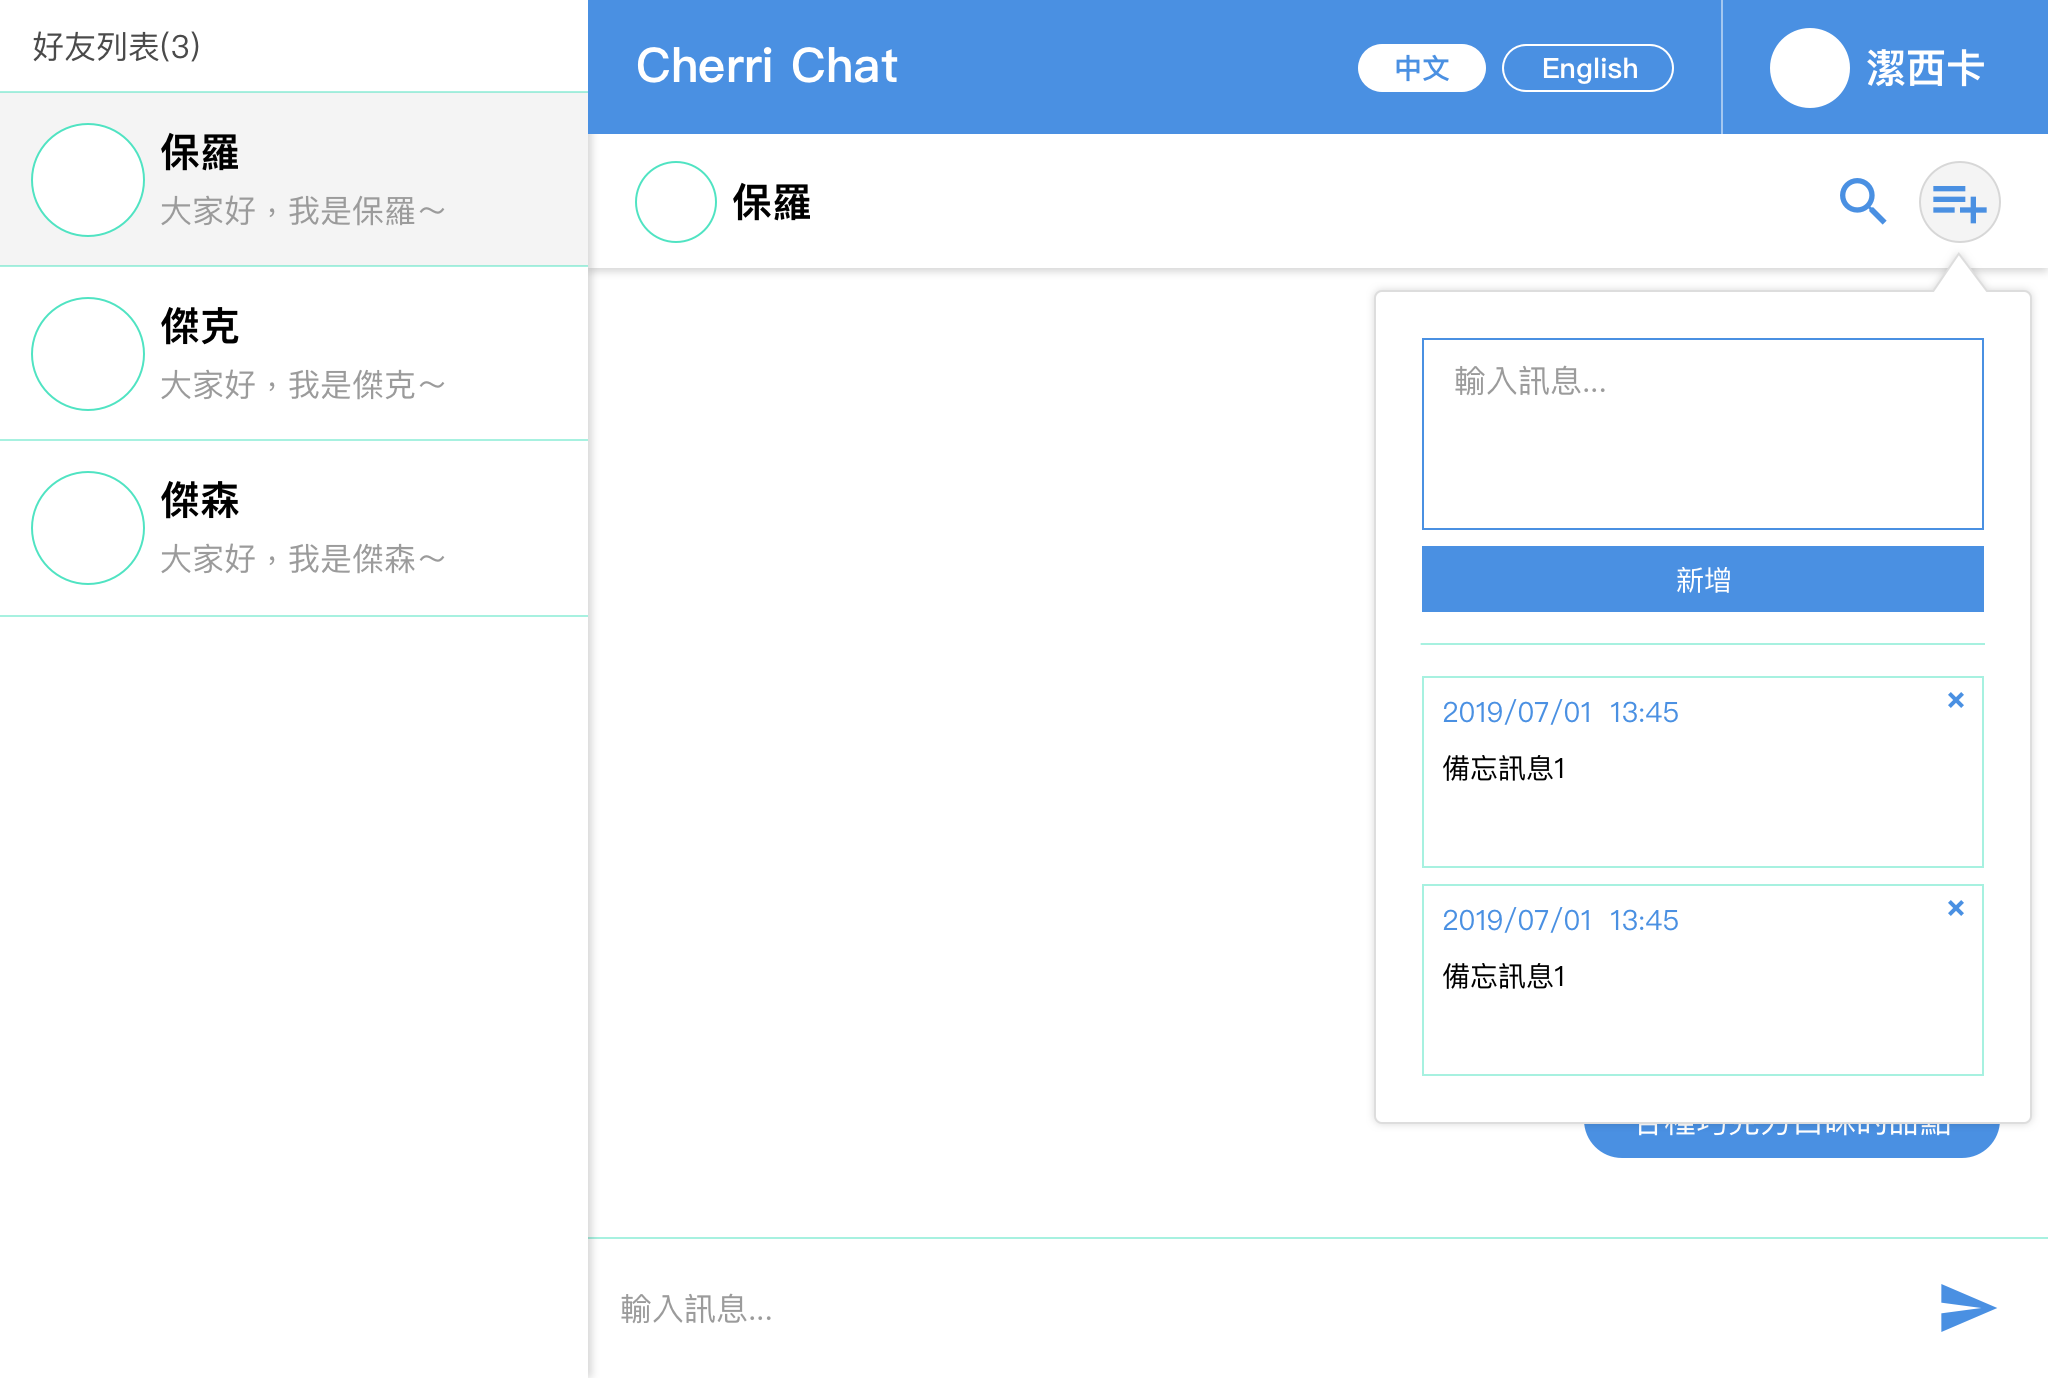 好友列表(3)
保羅
大家好，我是保羅～
傑克
大家好，我是傑克～
傑森
大家好，我是傑森～
Cherri Chat
中文
English
潔西卡
保羅
輸入訊息...
新增
2019/07/01 13:45
備忘訊息1
2019/07/01 13:45
備忘訊息1
輸入訊息...